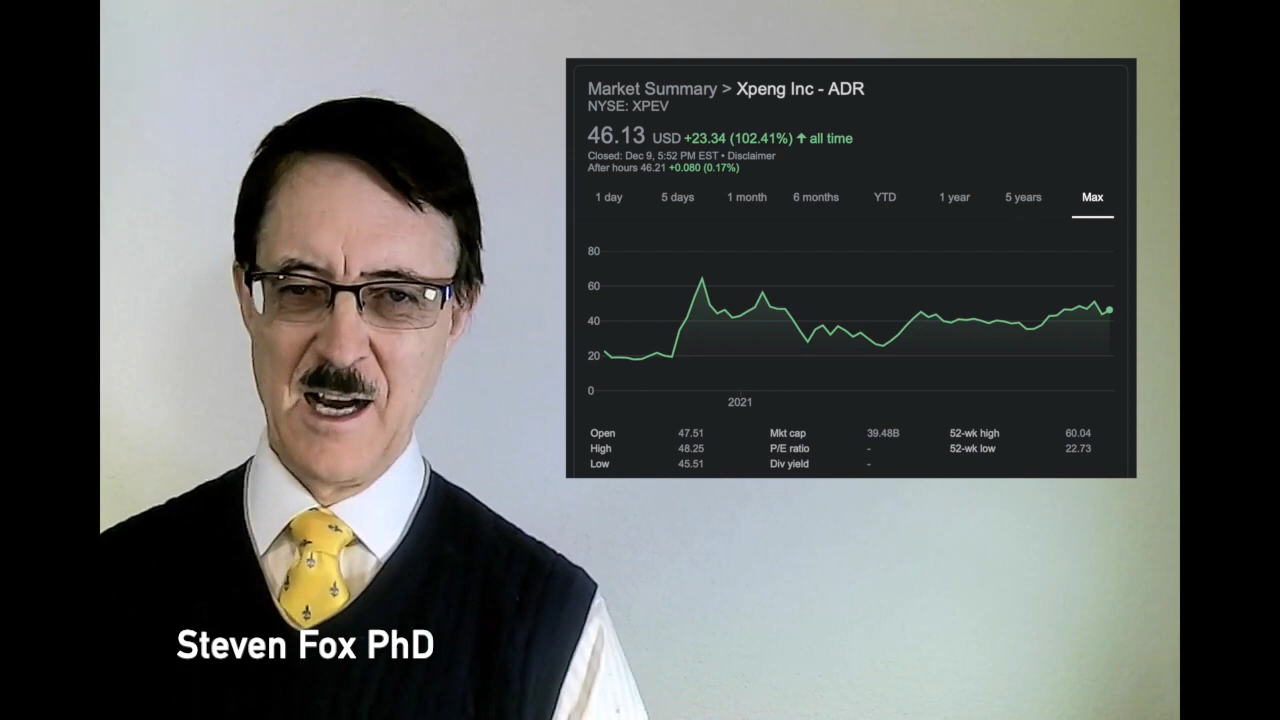 Market Summary > Xpeng Inc - ADR
NYSE: XPEV
46.13 USD +23.34 (102.41%) ↑ all time
Closed: Dec 9, 5:52 PM EST • Disclaimer
After hours 46.21 +0.080 (0.17%)
1 day 5 days 1 month 6 months YTD 1 year 5 years Max
80
60
40
20
0
2021
Open 47.51 Mkt cap 39.48B 52-wk high 60.04
High 48.25 P/E ratio - 52-wk low 22.73
Low 45.51 Div yield -
Steven Fox PhD